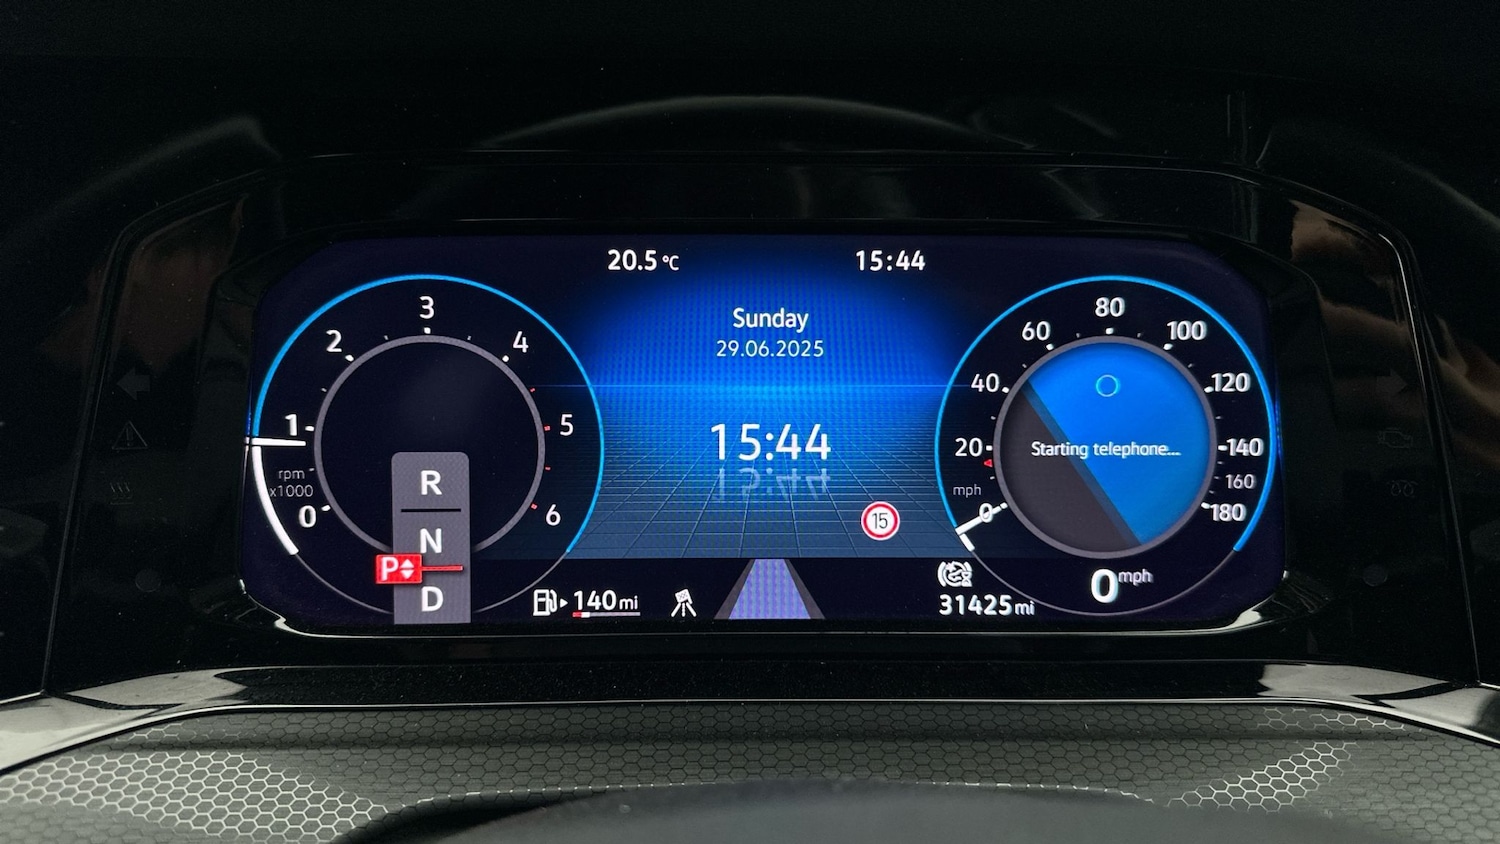 20.5 °C
15:44
Sunday
29.06.2025
15:44
15
0
1
2
3
4
5
6
rpm
x1000
R
N
P
D
140 mi
0
20
40
60
80
100
120
140
160
180
mph
Starting telephone...
31425 mi
0 mph